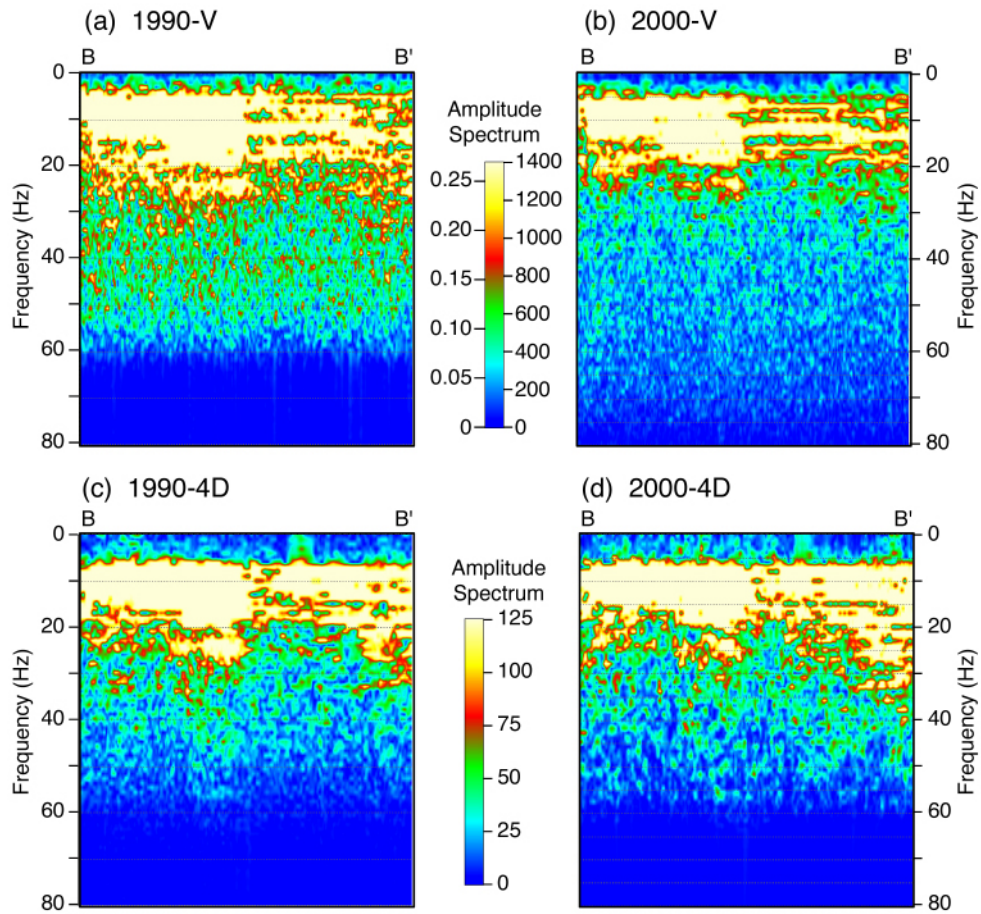 (a) 1990-V
(b) 2000-V
B B'
B B'
0
20
40
60
80
Frequency (Hz)
Amplitude
Spectrum
0.25 1400
1200
0.20 1000
0.15 800
0.10 600
400
0.05 200
0 0
0
20
40
60
80
Frequency (Hz)
(c) 1990-4D
(d) 2000-4D
B B'
B B'
0
20
40
60
80
Frequency (Hz)
Amplitude
Spectrum
125
100
75
50
25
0
0
20
40
60
80
Frequency (Hz)